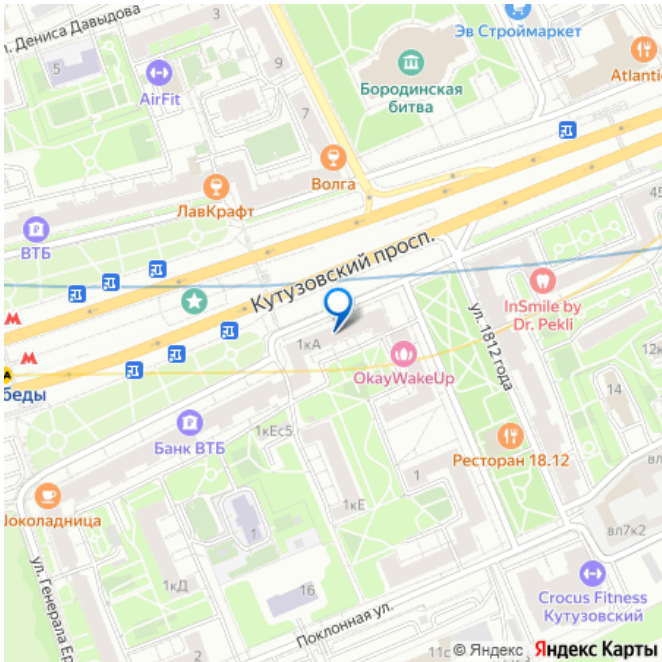 3
Эв Строймаркет
ул. Дениса Давыдова
5
AirFit
9
Бородинская
битва
Atlantic
7
Волга
ЛавКрафт
ВТБ
45
Кутузовский просп.
InSmile by
Dr. Pekli
ул. 1812 года
М
М
А
беды
1кА
OkayWakeUp
12к
14
Банк ВТБ
1кЕс5
Ресторан 18.12
вл
Шоколадница
1кЕ
1
вл7к2
1
ул. Генерала Ер
1кД
16
Crocus Fitness
Кутузовский
Поклонная ул.
2
11с
© Яндекс Яндекс Карты